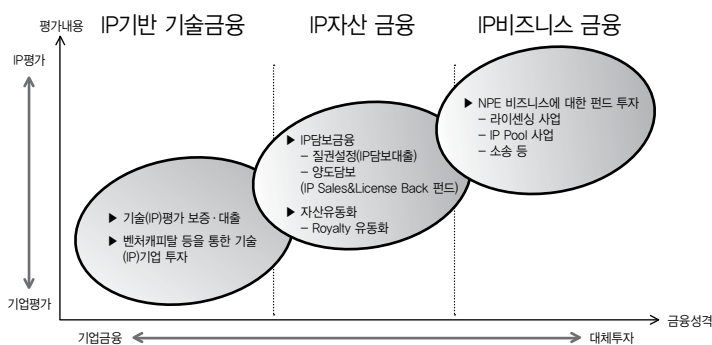 평가내용
IP기반 기술금융
IP자산 금융
IP비즈니스 금융
IP평가
▶ NPE 비즈니스에 대한 펀드 투자
– 라이센싱 사업
– IP Pool 사업
– 소송 등
▶ IP담보금융
– 질권설정(IP담보대출)
– 양도담보
(IP Sales&License Back 펀드)
▶ 자산유동화
– Royalty 유동화
▶ 기술(IP)평가 보증·대출
▶ 벤처캐피탈 등을 통한 기술
(IP)기업 투자
기업평가
금융성격
기업금융
대체투자